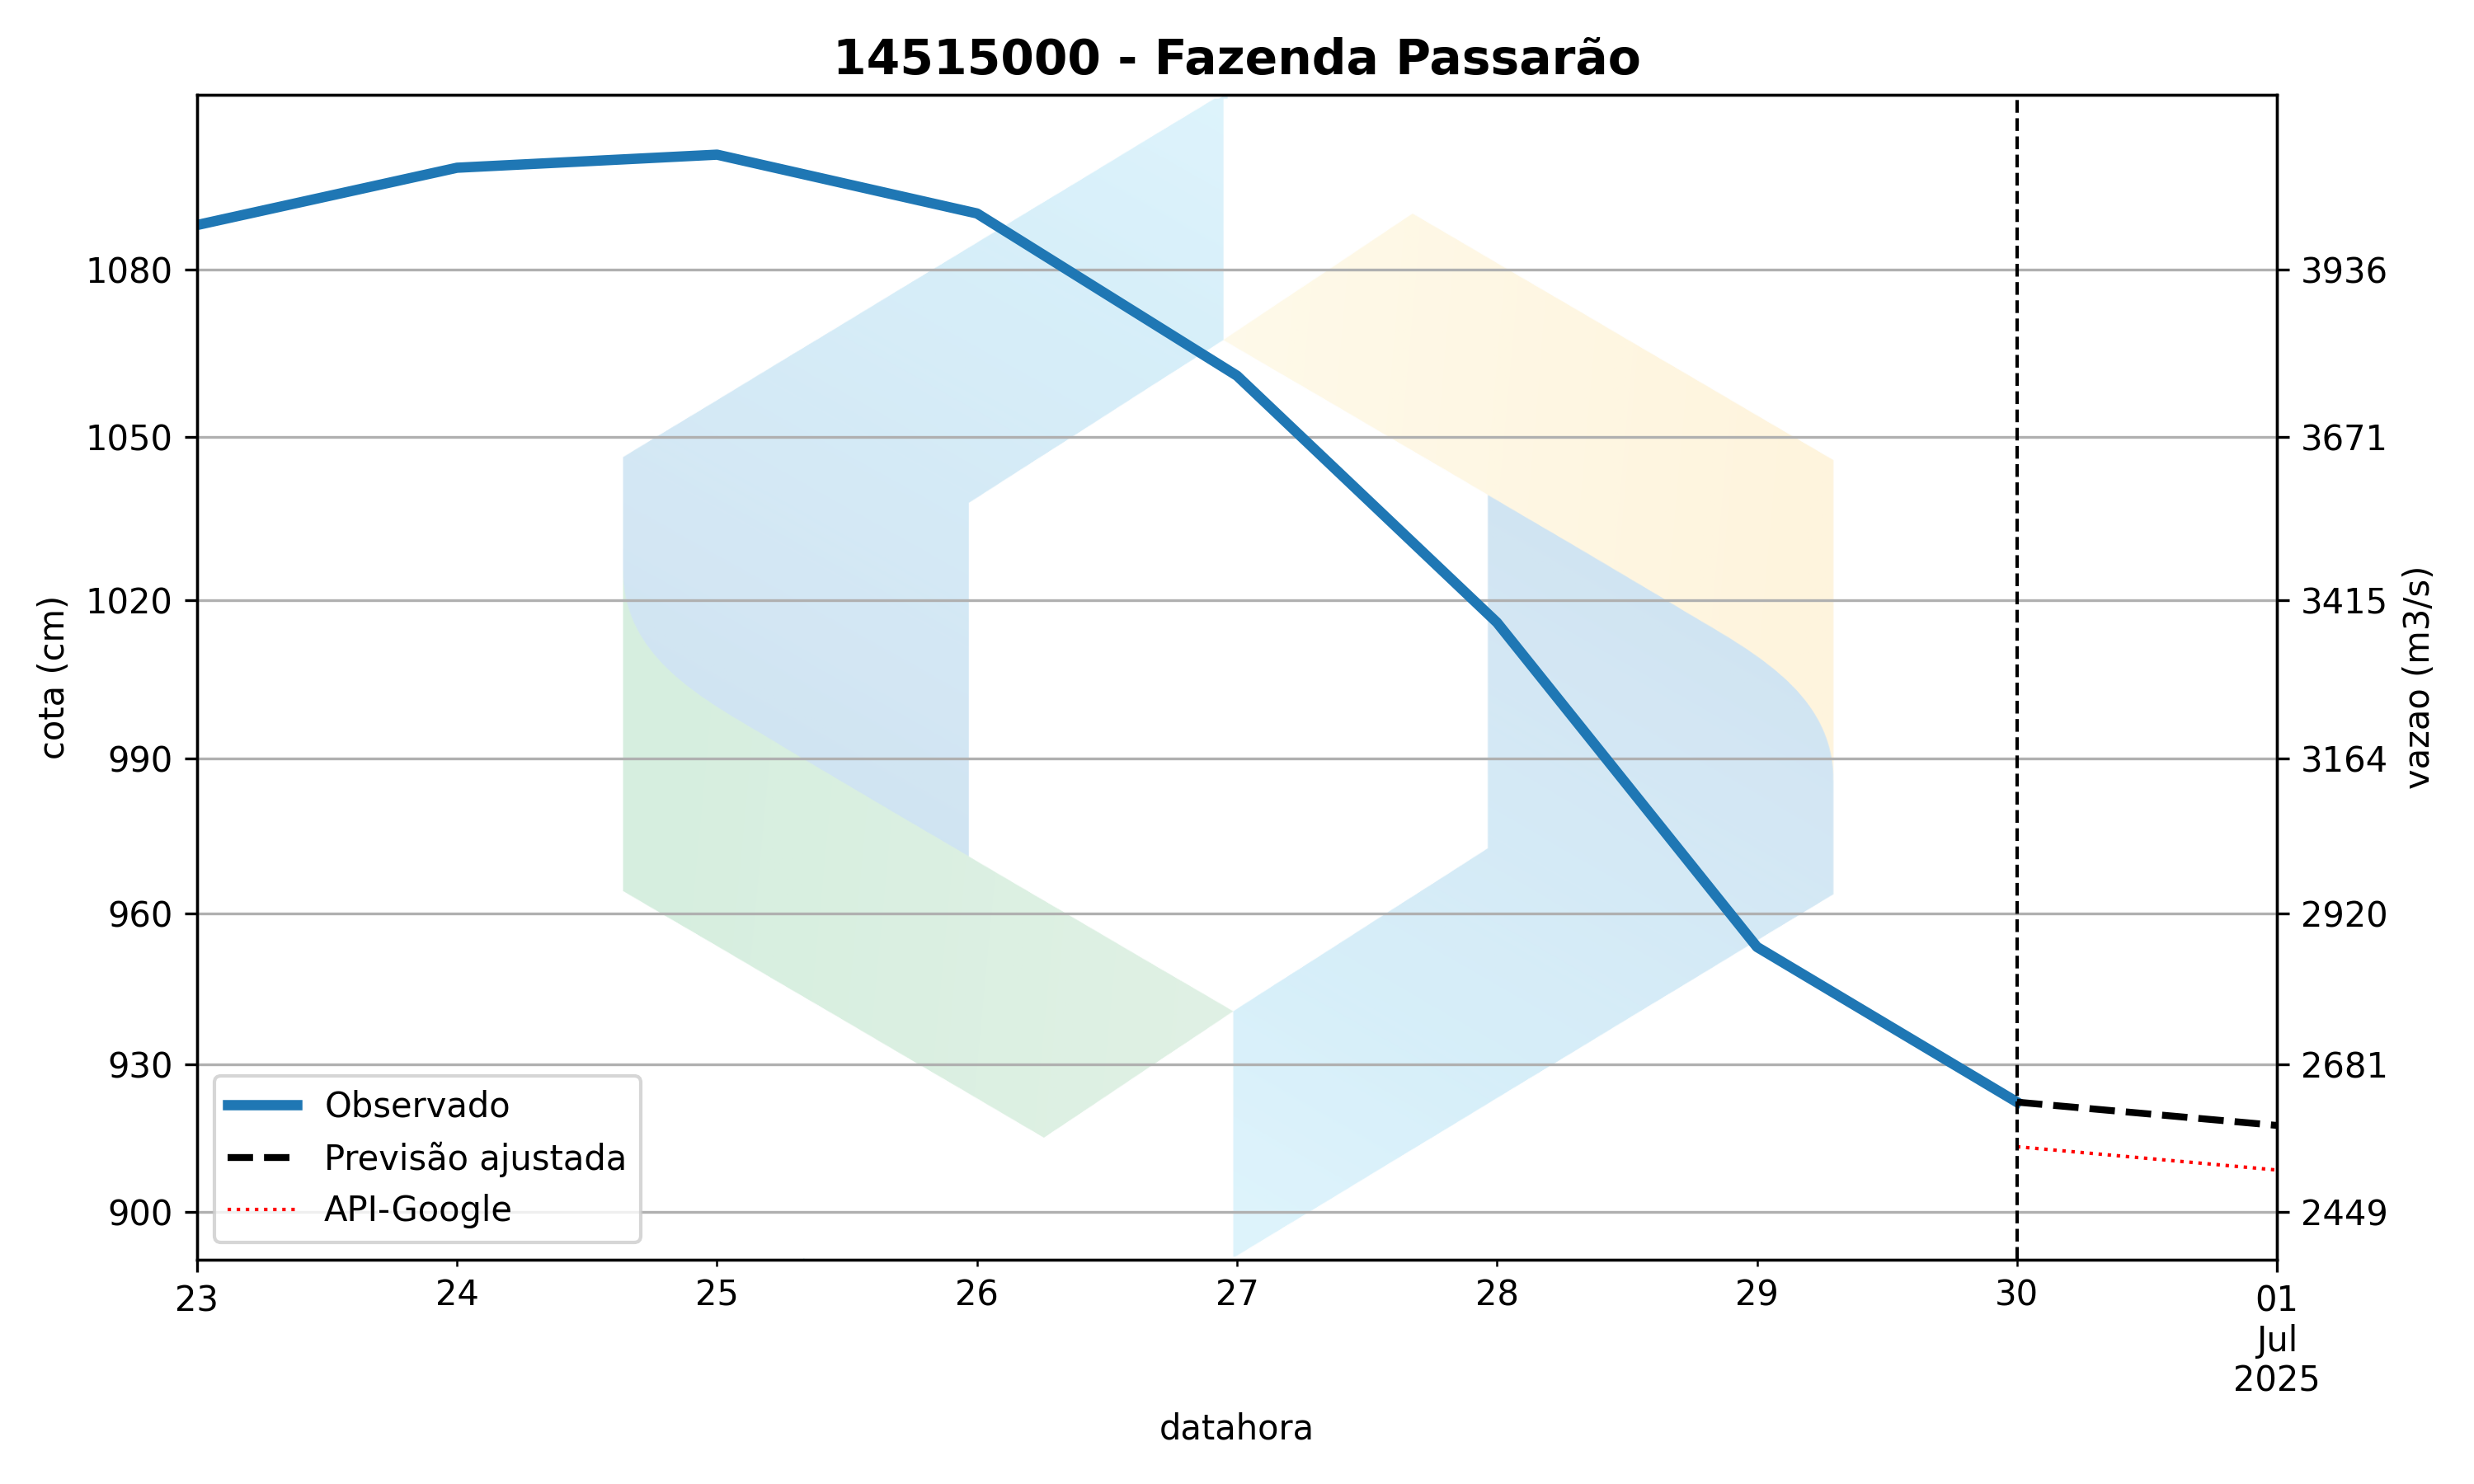 14515000 - Fazenda Passarão
1080
1050
1020
990
960
930
900
cota (cm)
3936
3671
3415
3164
2920
2681
2449
vazao (m3/s)
Observado
Previsão ajustada
API-Google
23 24 25 26 27 28 29 30 01
Jul
2025
datahora